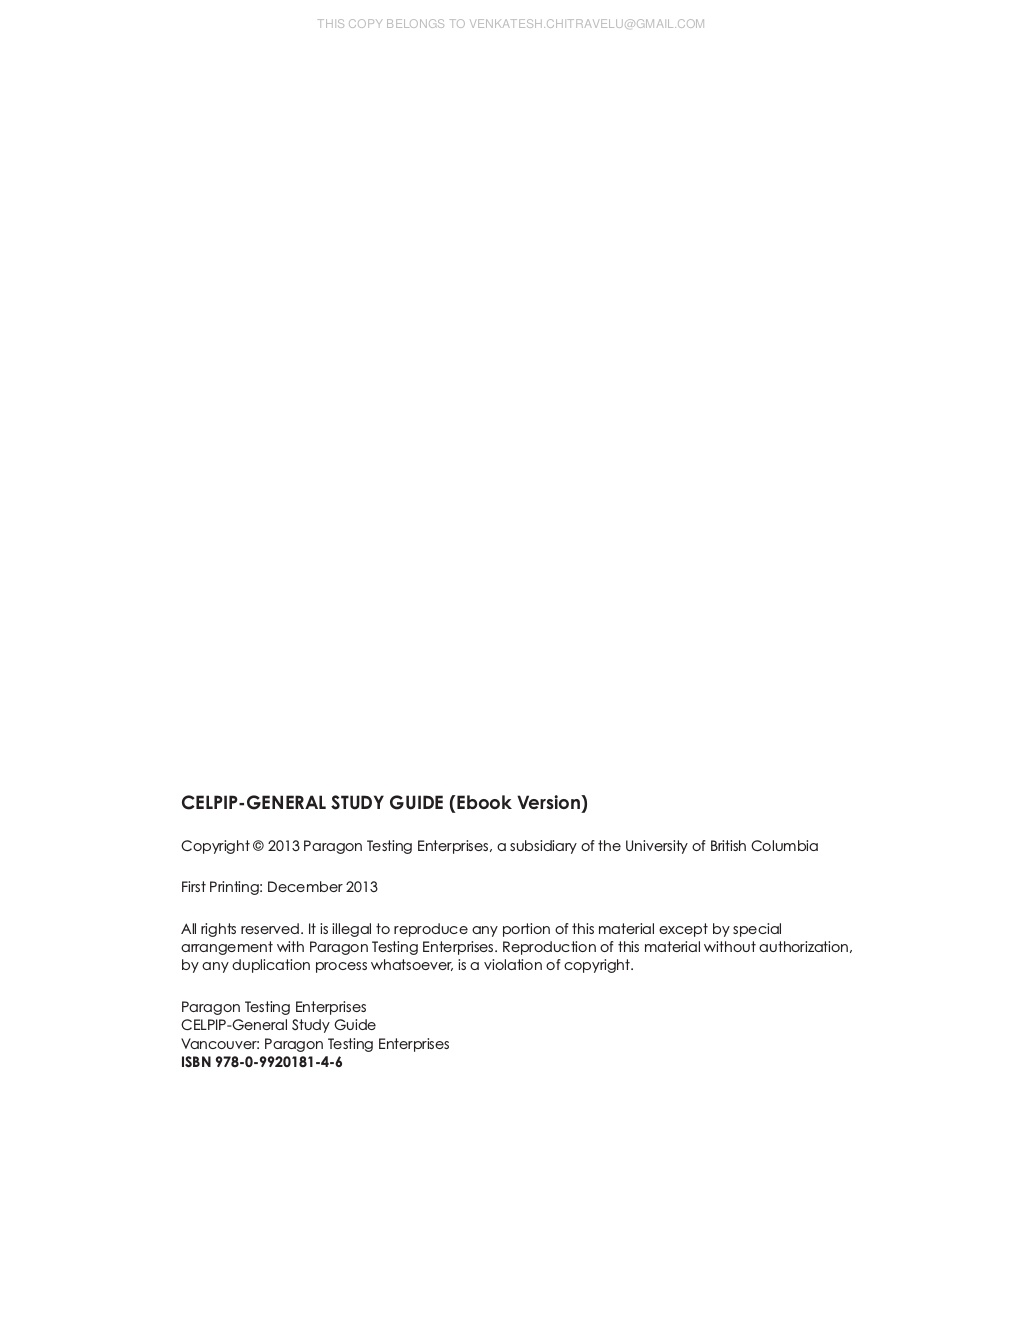 THIS COPY BELONGS TO VENKATESH.CHITRAVELU@GMAIL.COM
CELPIP-GENERAL STUDY GUIDE (Ebook Version)
Copyright © 2013 Paragon Testing Enterprises, a subsidiary of the University of British Columbia
First Printing: December 2013
All rights reserved. It is illegal to reproduce any portion of this material except by special
arrangement with Paragon Testing Enterprises. Reproduction of this material without authorization,
by any duplication process whatsoever, is a violation of copyright.
Paragon Testing Enterprises
CELPIP-General Study Guide
Vancouver: Paragon Testing Enterprises
ISBN 978-0-9920181-4-6